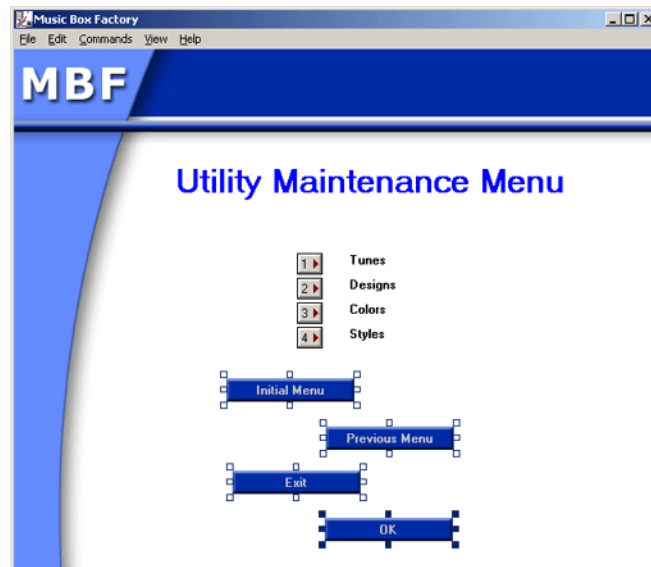 Music Box Factory
File Edit Commands View Help
MBF
Utility Maintenance Menu
1 Tunes
2 Designs
3 Colors
4 Styles
Initial Menu
Previous Menu
Exit
OK